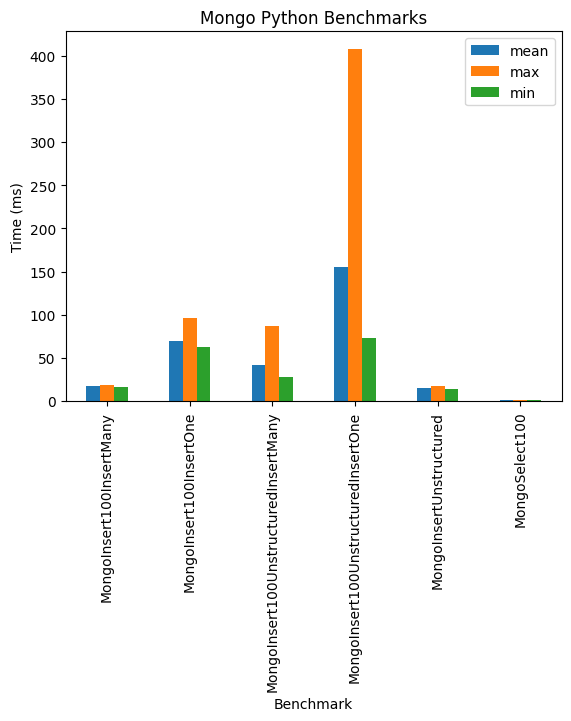 Mongo Python Benchmarks
mean
max
min
Time (ms)
400
350
300
250
200
150
100
50
0
MongoInsert100InsertMany
MongoInsert100InsertOne
MongoInsert100UnstructuredInsertMany
MongoInsert100UnstructuredInsertOne
MongoInsertUnstructured
MongoSelect100
Benchmark